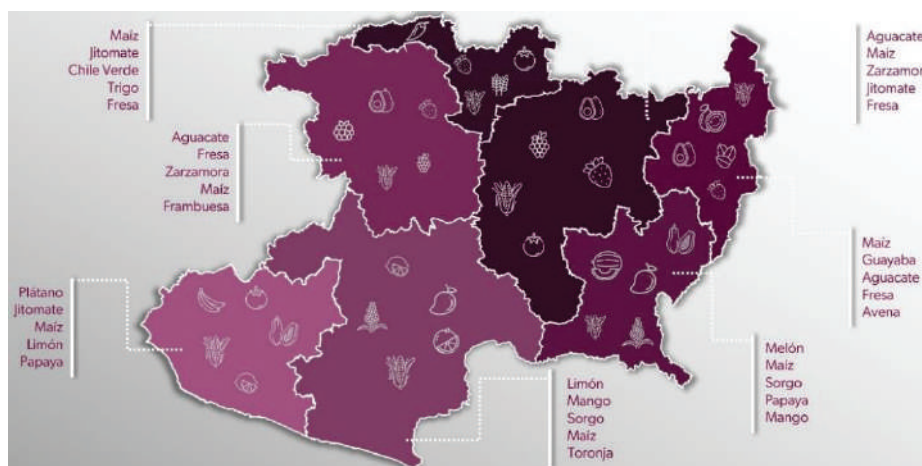 Maíz
Jitomate
Chile Verde
Trigo
Fresa
Aguacate
Maíz
Zarzamora
Jitomate
Fresa
Aguacate
Fresa
Zarzamora
Maíz
Frambuesa
Maíz
Guayaba
Aguacate
Fresa
Avena
Plátano
Jitomate
Maíz
Limón
Papaya
Melón
Maíz
Sorgo
Papaya
Mango
Limón
Mango
Sorgo
Maíz
Toronja